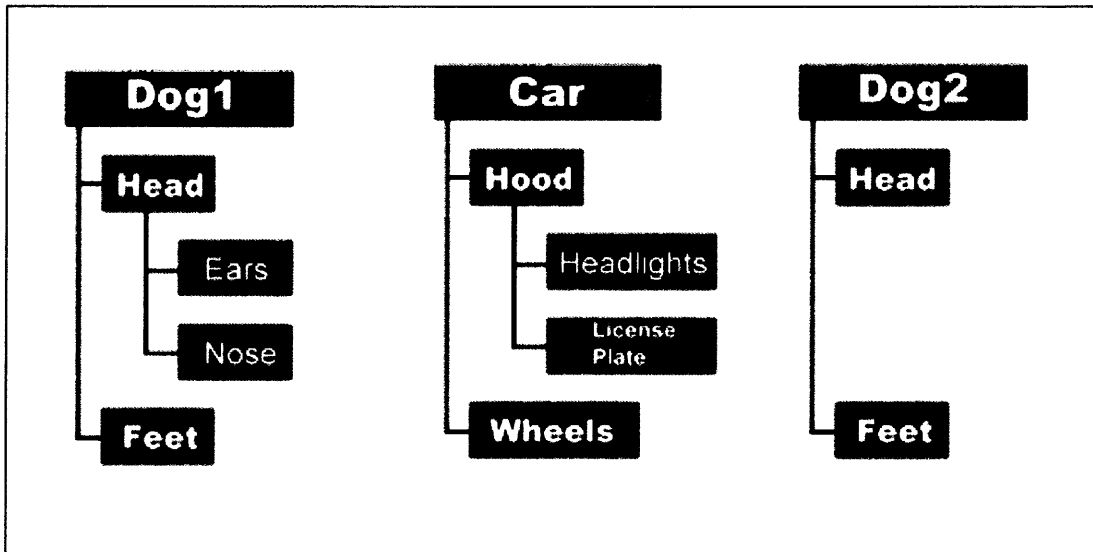 Dog1
Head
Ears
Nose
Feet
Car
Hood
Headlights
License
Plate
Wheels
Dog2
Head
Feet